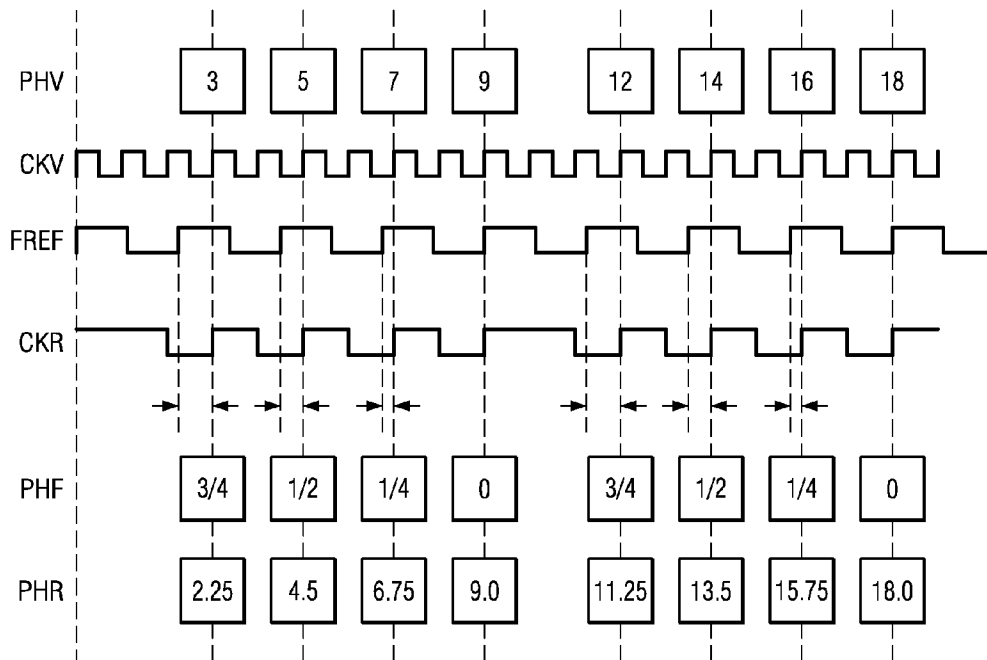 PHV 3 5 7 9 12 14 16 18
CKV
FREF
CKR
PHF 3/4 1/2 1/4 0 3/4 1/2 1/4 0
PHR 2.25 4.5 6.75 9.0 11.25 13.5 15.75 18.0